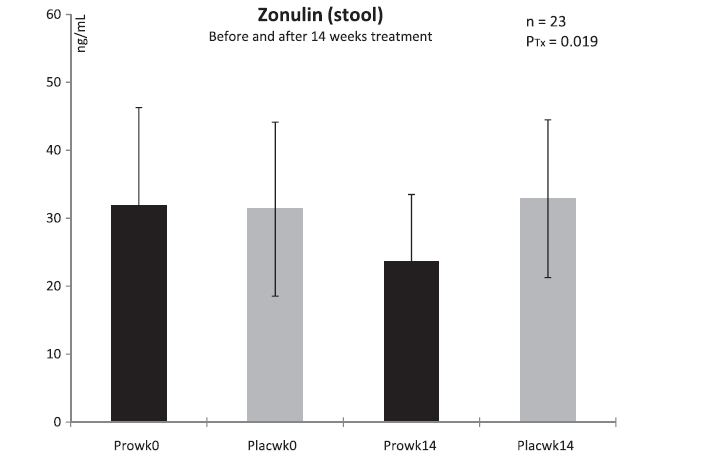 Zonulin (stool)
Before and after 14 weeks treatment
n = 23
PTx = 0.019
ng/mL
60
50
40
30
20
10
0
Prowk0 Placwk0 Prowk14 Placwk14